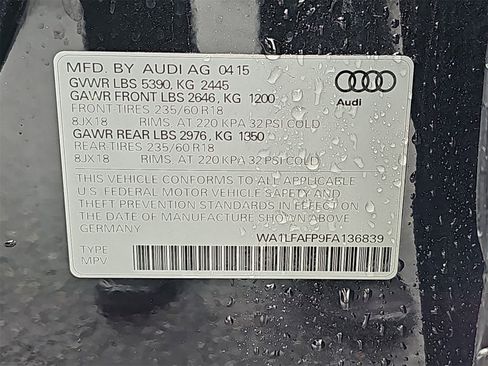 MFD. BY AUDI AG 04 15
GVWR LBS 5390, KG 2445
GAWR FRONT LBS 2646, KG 1200
FRONT TIRES 235/60 R18
8JX18 RIMS AT 220 KPA 32 PSI COLD
GAWR REAR LBS 2976, KG 1350
REAR TIRES 235/60 R18
8JX18 RIMS AT 220 KPA 32 PSI COLD
Audi
THIS VEHICLE CONFORMS TO ALL APPLICABLE
U.S. FEDERAL MOTOR VEHICLE SAFETY AND
THEFT PREVENTION STANDARDS IN EFFECT ON
THE DATE OF MANUFACTURE SHOWN ABOVE
GERMANY
WA1LFAFP9FA136839
TYPE
MPV